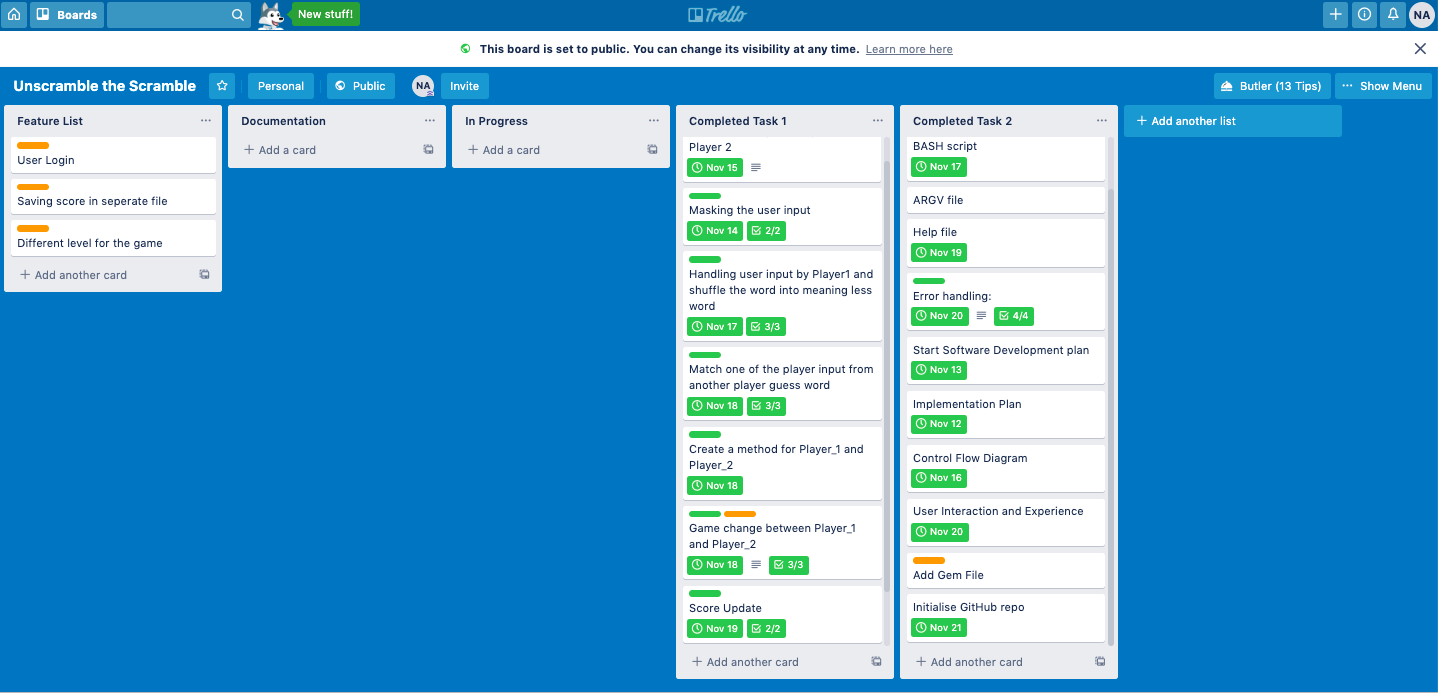 Boards
New stuff!
Trello
NA
This board is set to public. You can change its visibility at any time. Learn more here
Unscramble the Scramble
Personal
Public
NA
Invite
Butler (13 Tips)
Show Menu
Feature List
User Login
Saving score in seperate file
Different level for the game
Add another card
Documentation
Add a card
In Progress
Add a card
Completed Task 1
Player 2
Nov 15
Masking the user input
Nov 14 2/2
Handling user input by Player1 and
shuffle the word into meaning less
word
Nov 17 3/3
Match one of the player input from
another player guess word
Nov 18 3/3
Create a method for Player_1 and
Player_2
Nov 18
Game change between Player_1
and Player_2
Nov 18 3/3
Score Update
Nov 19 2/2
Add another card
Completed Task 2
BASH script
Nov 17
ARGV file
Help file
Nov 19
Error handling:
Nov 20 4/4
Start Software Development plan
Nov 13
Implementation Plan
Nov 12
Control Flow Diagram
Nov 16
User Interaction and Experience
Nov 20
Add Gem File
Initialise GitHub repo
Nov 21
Add another card
Add another list